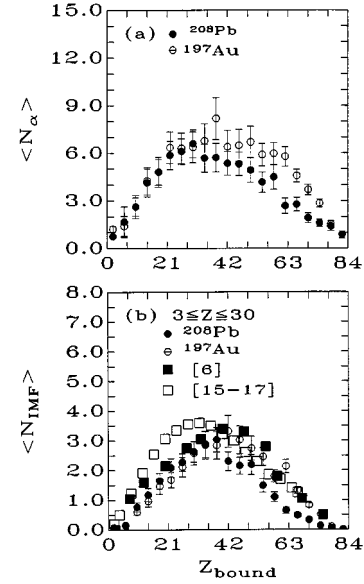 15.0
12.0
9.0
6.0
3.0
0.0
<Nα>
(a)
● ²⁰⁸Pb
○ ¹⁹⁷Au
0 21 42 63 84
8.0
7.0
6.0
5.0
4.0
3.0
2.0
1.0
0.0
<N_IMF>
(b) 3≦Z≦30
● ²⁰⁸Pb
○ ¹⁹⁷Au
■ [6]
□ [15−17]
0 21 42 63 84
Z_bound